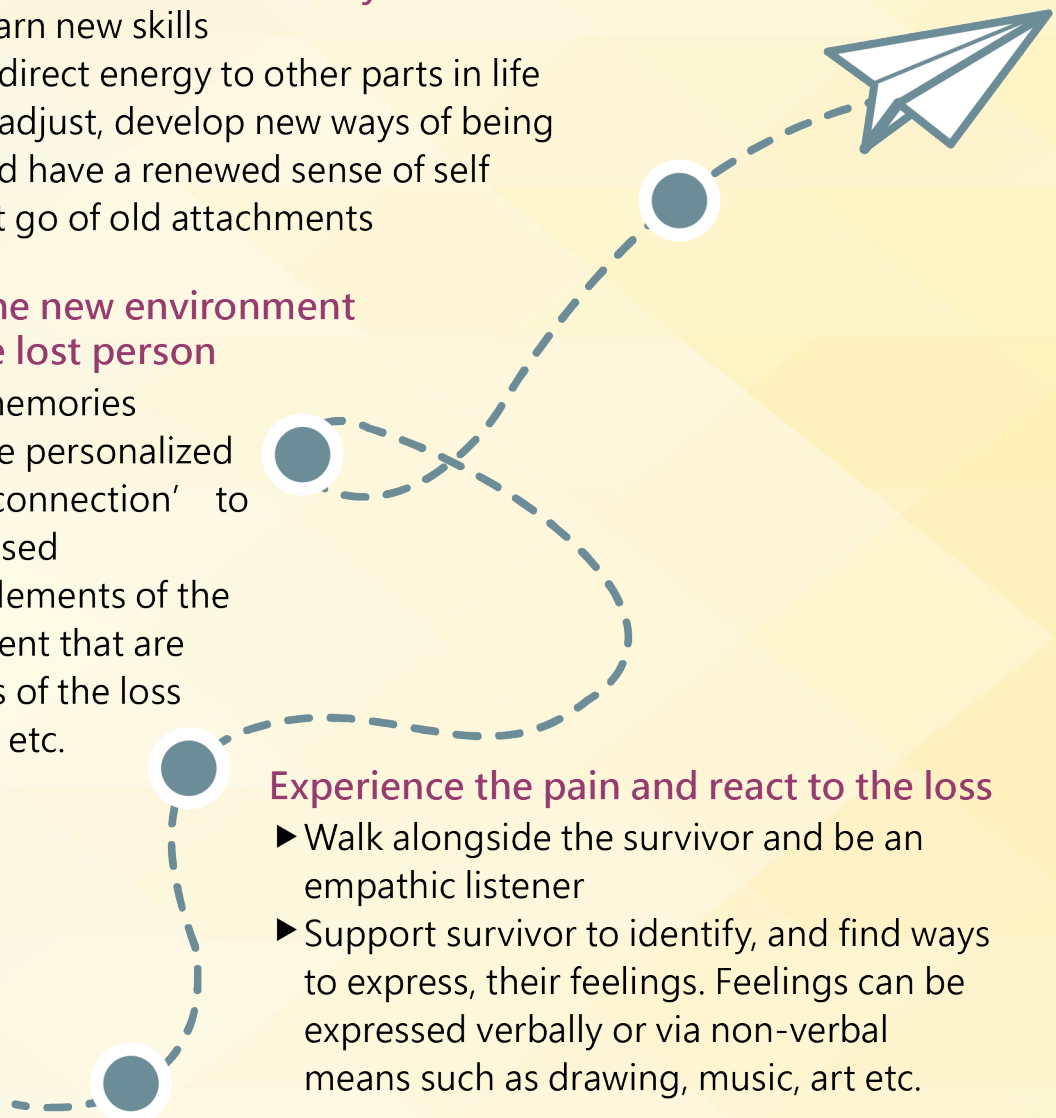 arn new skills
direct energy to other parts in life
adjust, develop new ways of being
d have a renewed sense of self
t go of old attachments
he new environment
e lost person
emories
e personalized
connection’ to
sed
lements of the
ent that are
s of the loss
etc.
Experience the pain and react to the loss
▶Walk alongside the survivor and be an
empathic listener
▶Support survivor to identify, and find ways
to express, their feelings. Feelings can be
expressed verbally or via non-verbal
means such as drawing, music, art etc.